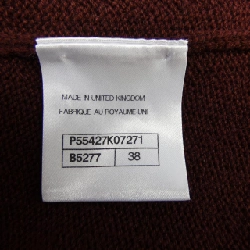 MADE IN UNITED KINGDOM
FABRIQUE AU ROYAUME-UNI
P55427K07271
B5277 38